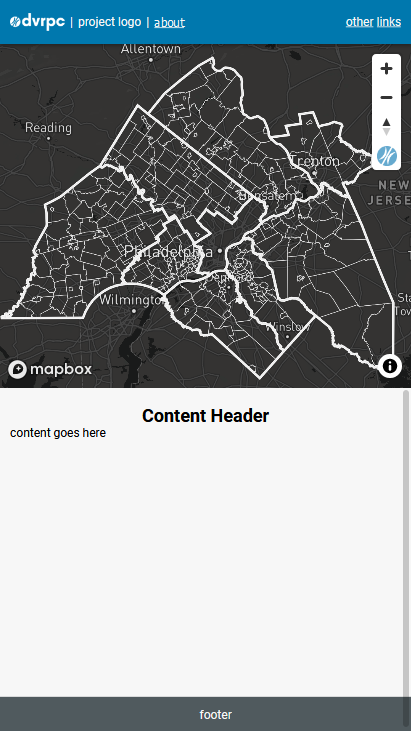 dvrpc | project logo | about other links
Allentown
Reading
Trenton
NEW
JERSE
Bensalem
Philadelphia
Camden
Wilmington
Sta
Tow
Winslow
mapbox
Content Header
content goes here
footer